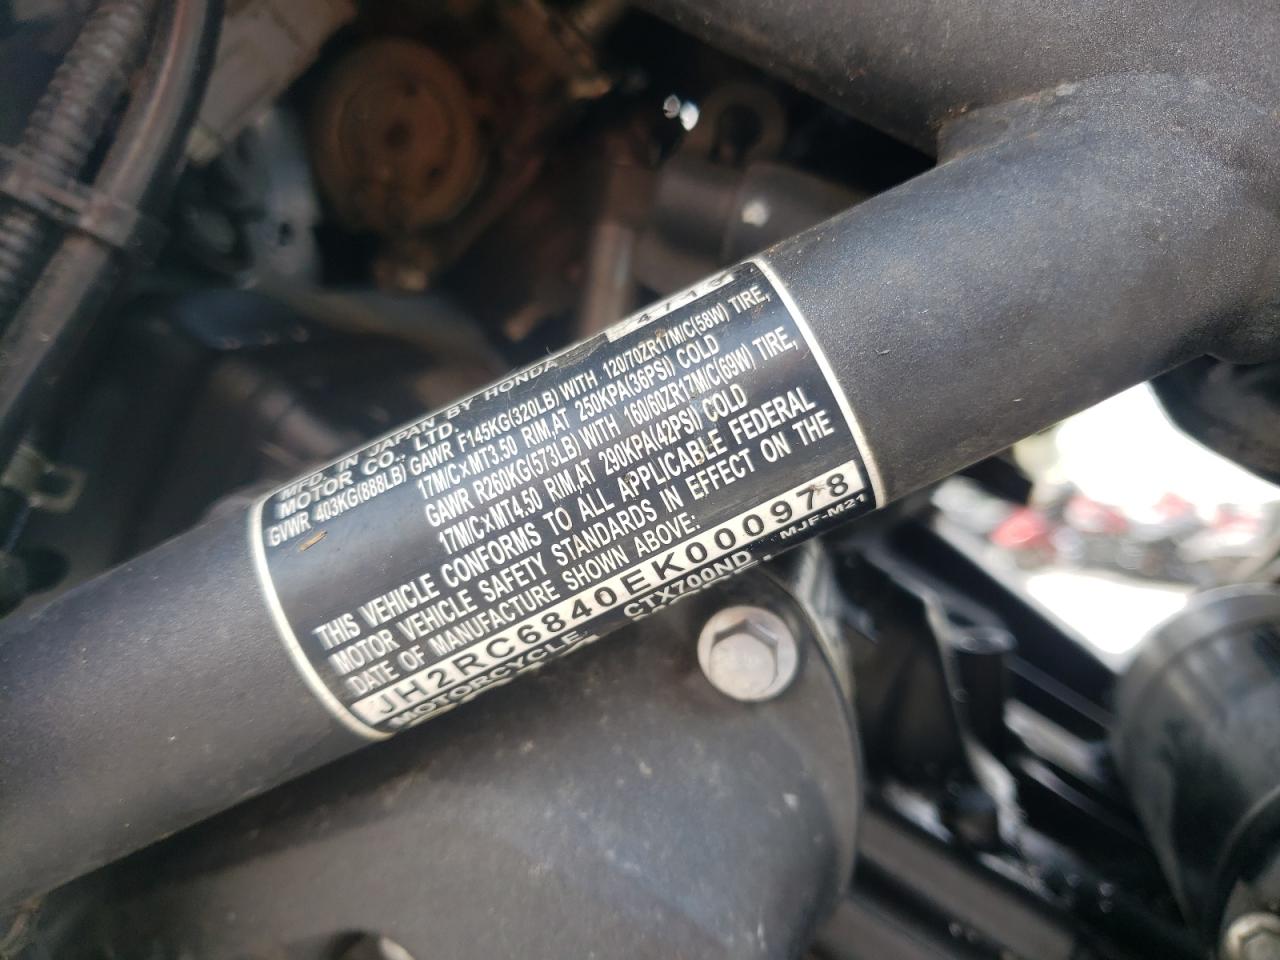 MFD. IN JAPAN BY HONDA
MOTOR CO., LTD.
GVWR 403KG(888LB) GAWR F145KG(320LB) WITH 120/70ZR17M/C(58W) TIRE,
17M/C×MT3.50 RIM,AT 250KPA(36PSI) COLD
GAWR R260KG(573LB) WITH 160/60ZR17M/C(69W) TIRE,
17M/C×MT4.50 RIM,AT 290KPA(42PSI) COLD
THIS VEHICLE CONFORMS TO ALL APPLICABLE FEDERAL
MOTOR VEHICLE SAFETY STANDARDS IN EFFECT ON THE
DATE OF MANUFACTURE SHOWN ABOVE:
JH2RC6840EK000978
MOTORCYCLE CTX700ND MJF-M21